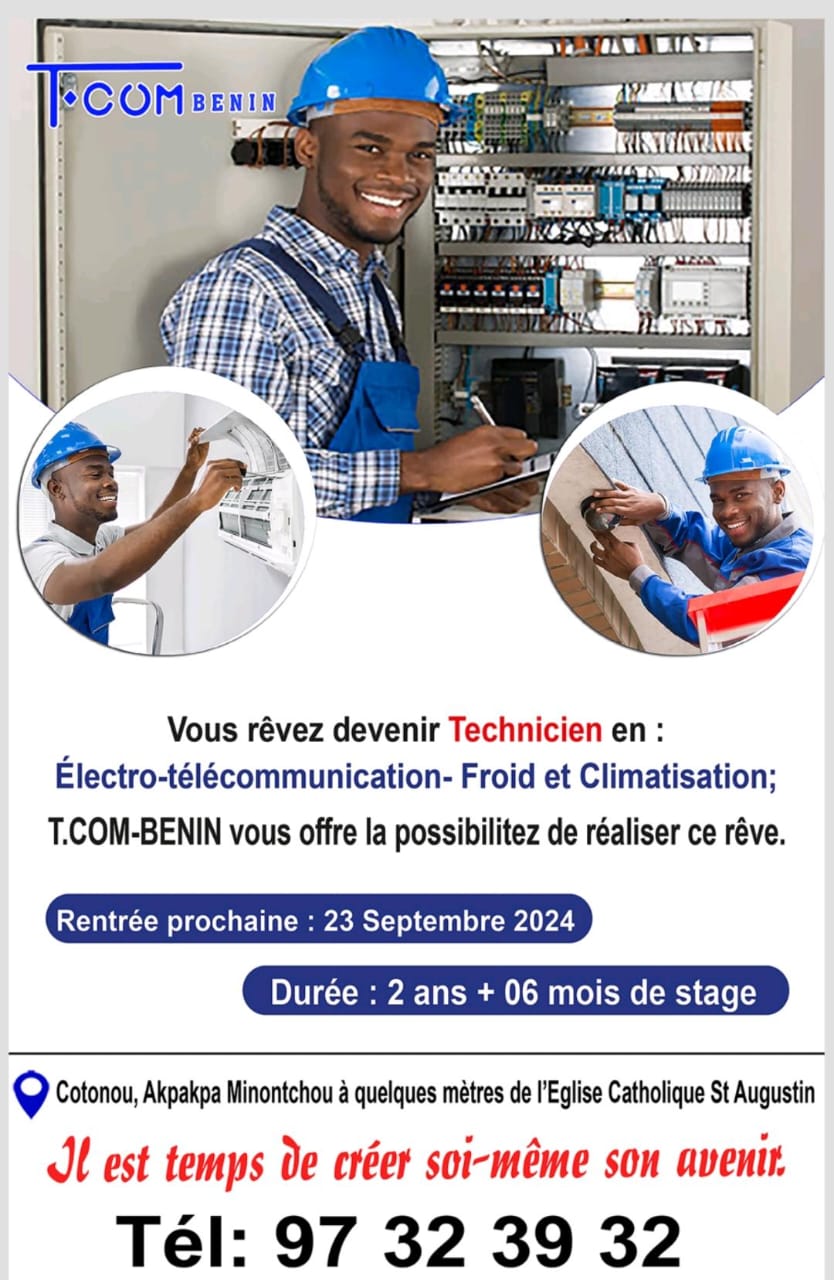 T.COM BENIN
Vous rêvez devenir Technicien en :
Électro-télécommunication- Froid et Climatisation;
T.COM-BENIN vous offre la possibilitez de réaliser ce rêve.
Rentrée prochaine : 23 Septembre 2024
Durée : 2 ans + 06 mois de stage
Cotonou, Akpakpa Minontchou à quelques mètres de l'Eglise Catholique St Augustin
Il est temps de créer soi-même son avenir.
Tél: 97 32 39 32